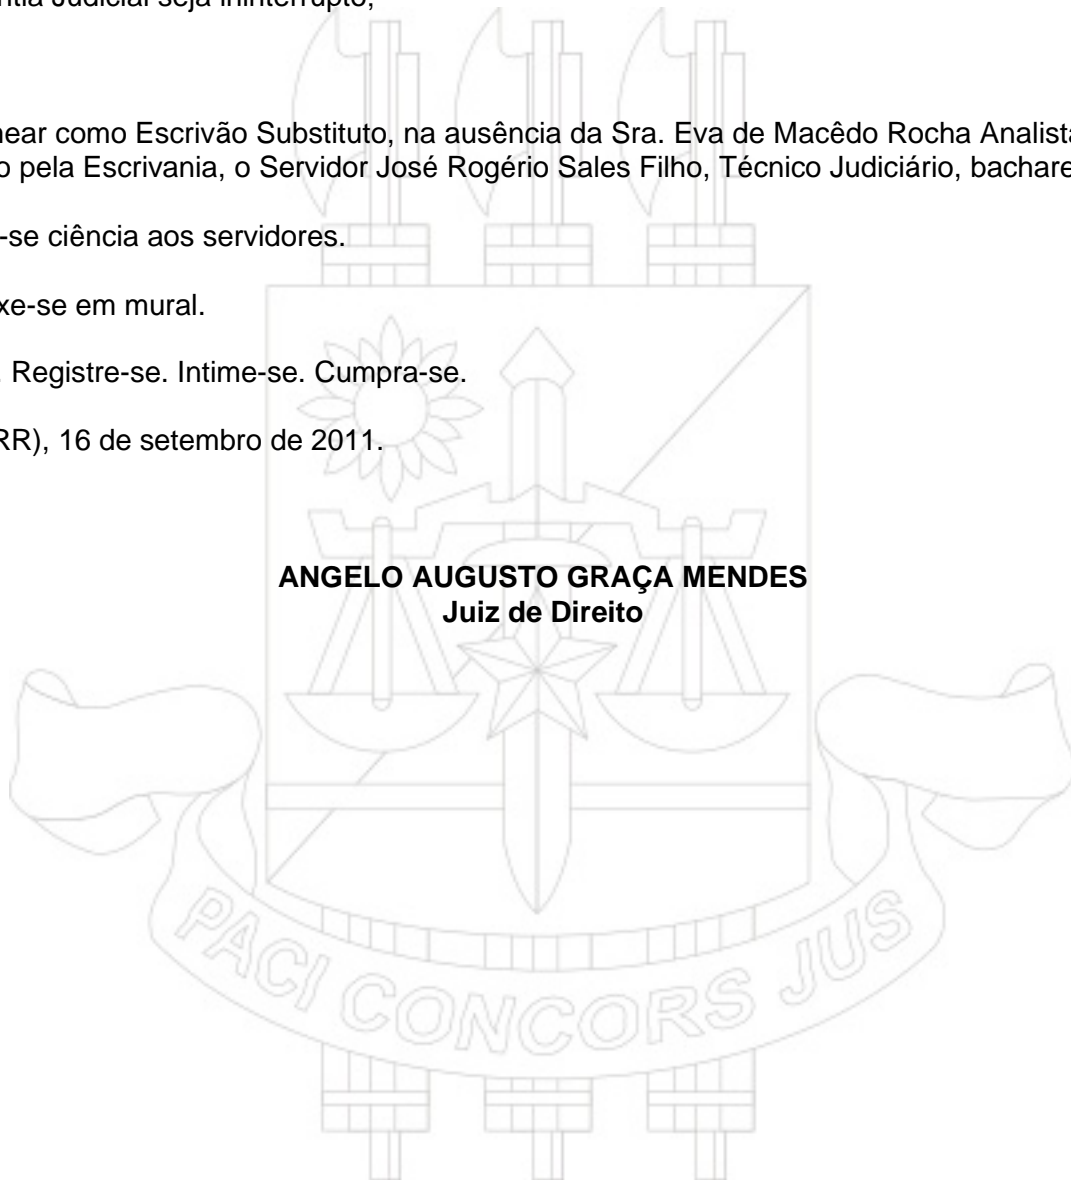 ntia Judicial seja ininterrupto;
near como Escrivão Substituto, na ausência da Sra. Eva de Macêdo Rocha Analista
o pela Escrivania, o Servidor José Rogério Sales Filho, Técnico Judiciário, bachare
-se ciência aos servidores.
xe-se em mural.
. Registre-se. Intime-se. Cumpra-se.
RR), 16 de setembro de 2011.
ANGELO AUGUSTO GRAÇA MENDES
Juiz de Direito
PACI CONCORS JUS